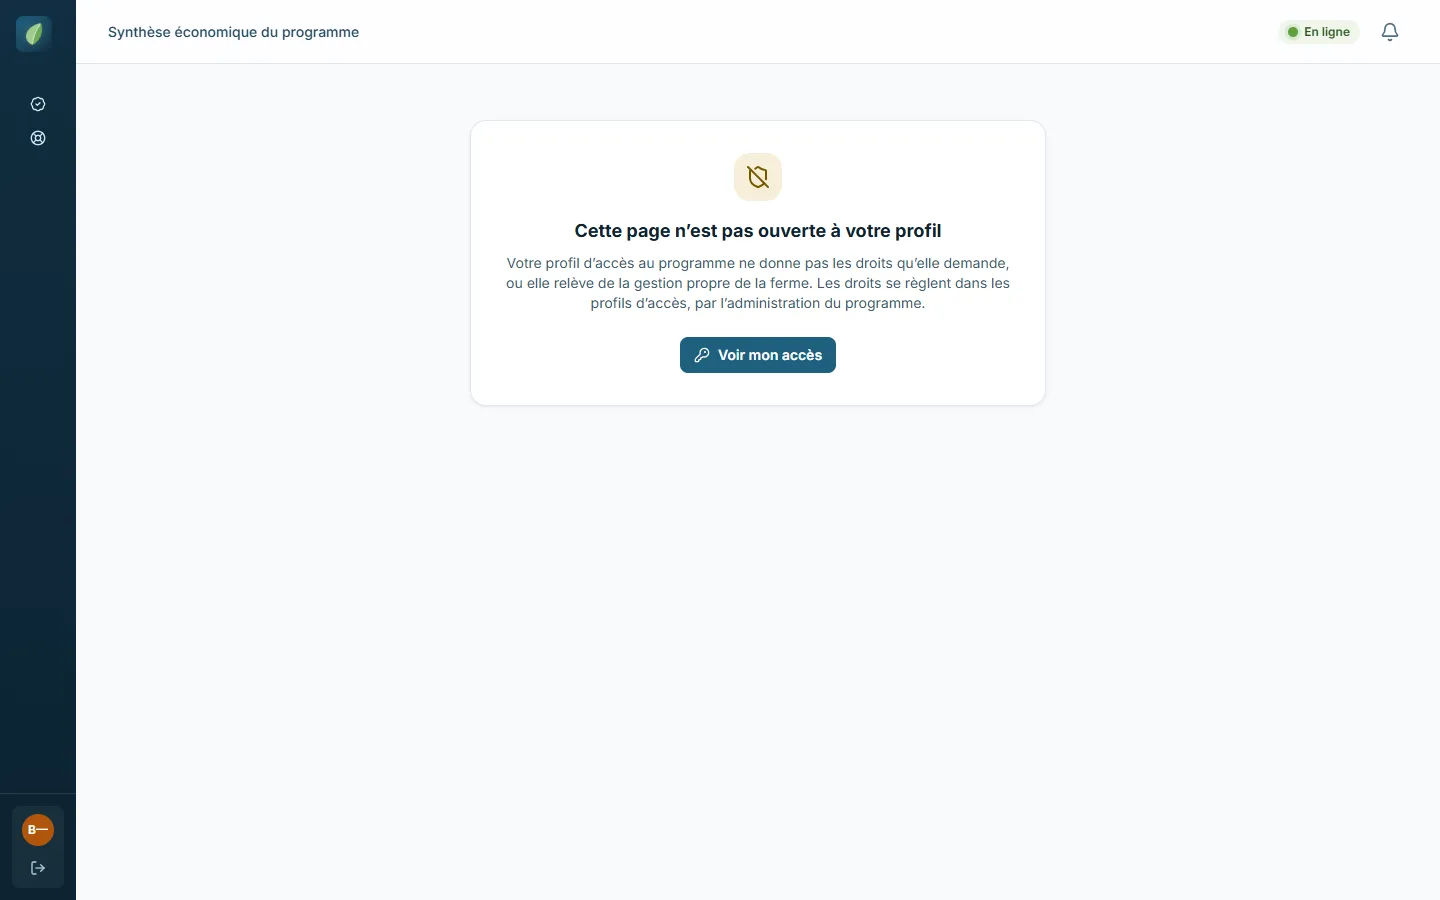 Synthèse économique du programme
En ligne
Cette page n’est pas ouverte à votre profil
Votre profil d’accès au programme ne donne pas les droits qu’elle demande,
ou elle relève de la gestion propre de la ferme. Les droits se règlent dans les
profils d’accès, par l’administration du programme.
Voir mon accès
B—